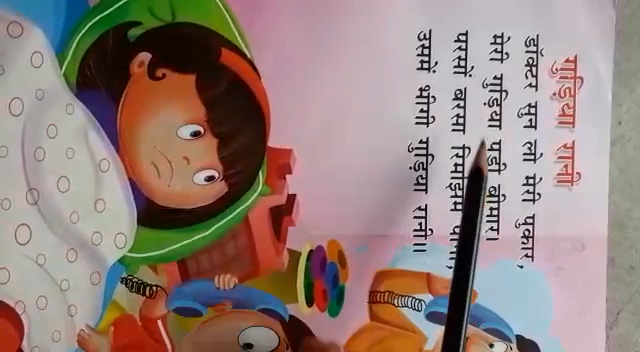 गुड़िया रानी
डॉक्टर सुन लो मेरी पुकार,
मेरी गुड़िया पड़ी बीमार।
परसों बरसा रिमझिम पानी,
उसमें भीगी गुड़िया रानी॥